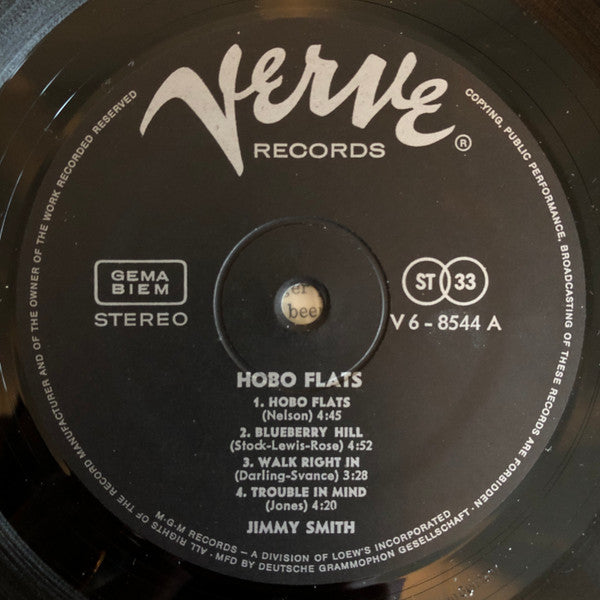 Verve
RECORDS ®
ALL RIGHTS OF THE RECORD MANUFACTURER AND OF THE OWNER OF THE WORK RECORDED RESERVED
COPYING, PUBLIC PERFORMANCE, BROADCASTING OF THESE RECORDS ARE FORBIDDEN
GEMA
BIEM
STEREO
ST 33
V 6 - 8544 A
er
beer
HOBO FLATS
1. HOBO FLATS
(Nelson) 4:45
2. BLUEBERRY HILL
(Stock-Lewis-Rose) 4:52
3. WALK RIGHT IN
(Darling-Svance) 3:28
4. TROUBLE IN MIND
(Jones) 4:20
JIMMY SMITH
M·G·M RECORDS – A DIVISION OF LOEW'S INCORPORATED
· MFD BY DEUTSCHE GRAMMOPHON GESELLSCHAFT ·